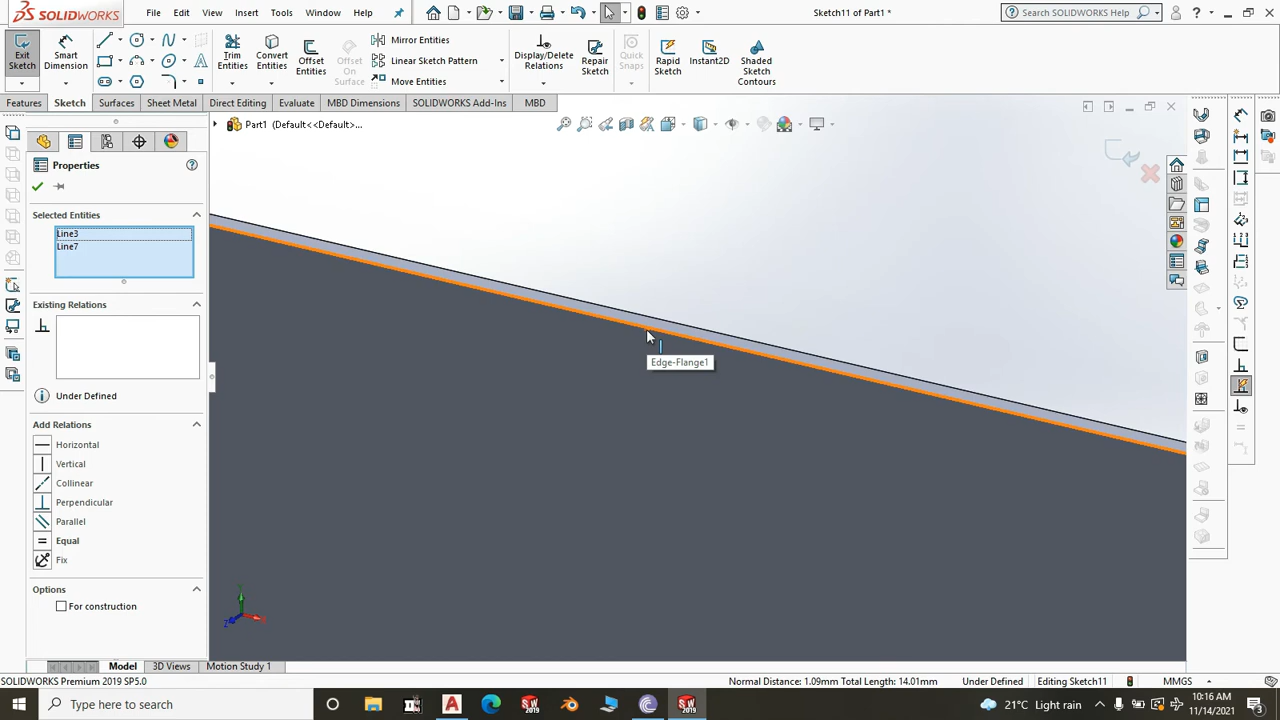 SOLIDWORKS
File
Edit
View
Insert
Tools
Window
Help
Sketch11 of Part1 *
Search SOLIDWORKS Help
Exit Sketch
Smart Dimension
Trim Entities
Convert Entities
Offset Entities
Offset On Surface
Mirror Entities
Linear Sketch Pattern
Move Entities
Display/Delete Relations
Repair Sketch
Quick Snaps
Rapid Sketch
Instant2D
Shaded Sketch Contours
Features
Sketch
Surfaces
Sheet Metal
Direct Editing
Evaluate
MBD Dimensions
SOLIDWORKS Add-Ins
MBD
Part1 (Default<<Default>...
Properties
Selected Entities
Line3
Line7
Existing Relations
Under Defined
Add Relations
Horizontal
Vertical
Collinear
Perpendicular
Parallel
Equal
Fix
Options
For construction
Edge-Flange1
Model
3D Views
Motion Study 1
SOLIDWORKS Premium 2019 SP5.0
Normal Distance: 1.09mm Total Length: 14.01mm
Under Defined
Editing Sketch11
MMGS
Type here to search
21°C Light rain
10:16 AM
11/14/2021